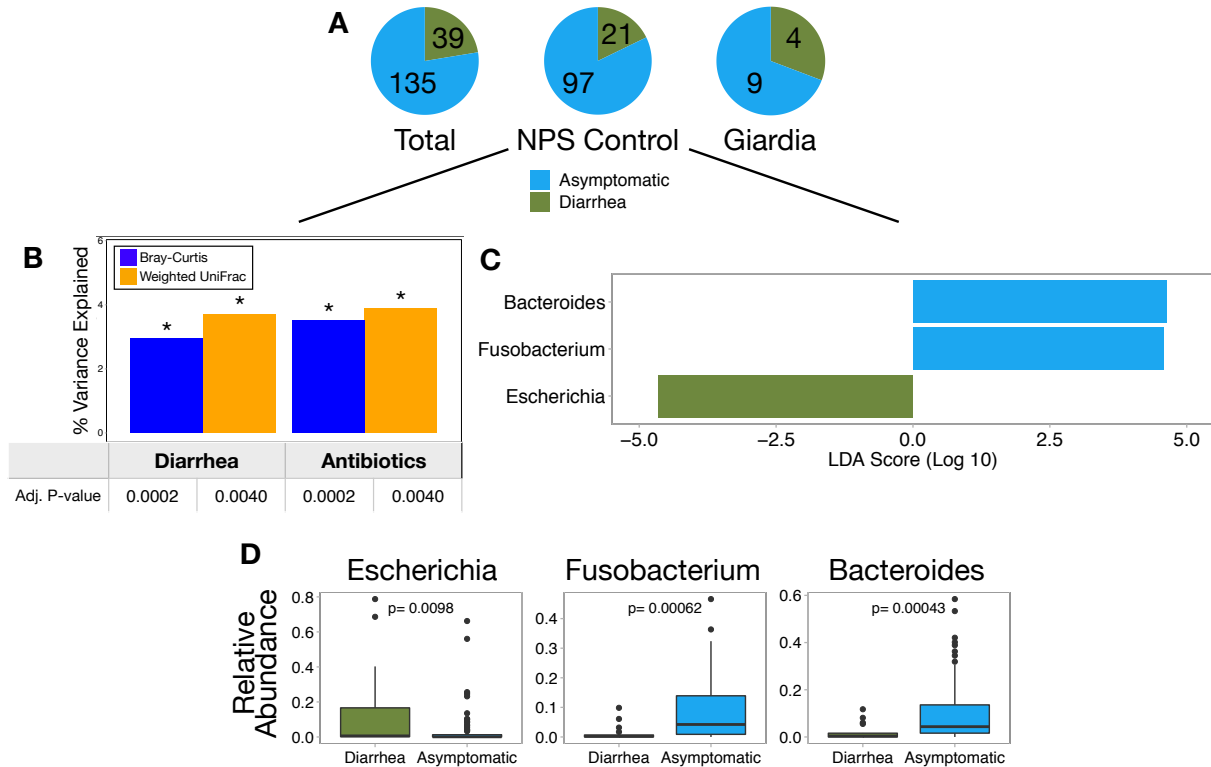 A
39
135
21
97
4
9
Total
NPS Control
Giardia
Asymptomatic
Diarrhea
B
% Variance Explained
6
4
2
0
Bray-Curtis
Weighted UniFrac
*
*
*
*
Diarrhea
Antibiotics
Adj. P-value
0.0002
0.0040
0.0002
0.0040
C
Bacteroides
Fusobacterium
Escherichia
−5.0
−2.5
0.0
2.5
5.0
LDA Score (Log 10)
D
Relative
Abundance
Escherichia
p= 0.0098
0.8
0.6
0.4
0.2
0.0
Diarrhea
Asymptomatic
Fusobacterium
p= 0.00062
0.4
0.3
0.2
0.1
0.0
Diarrhea
Asymptomatic
Bacteroides
p= 0.00043
0.6
0.4
0.2
0.0
Diarrhea
Asymptomatic